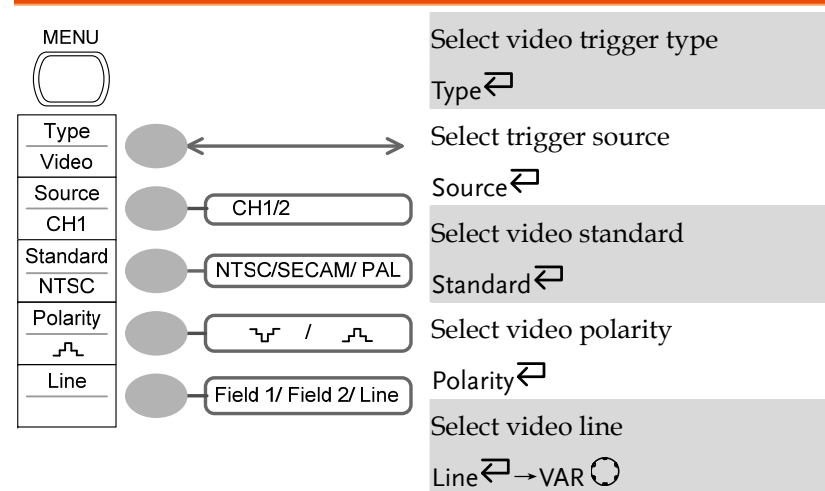 MENU
Type
Video
Source
CH1
Standard
NTSC
Polarity
Line
CH1/2
NTSC/SECAM/ PAL
/
Field 1/ Field 2/ Line
Select video trigger type
Type
Select trigger source
Source
Select video standard
Standard
Select video polarity
Polarity
Select video line
Line→VAR